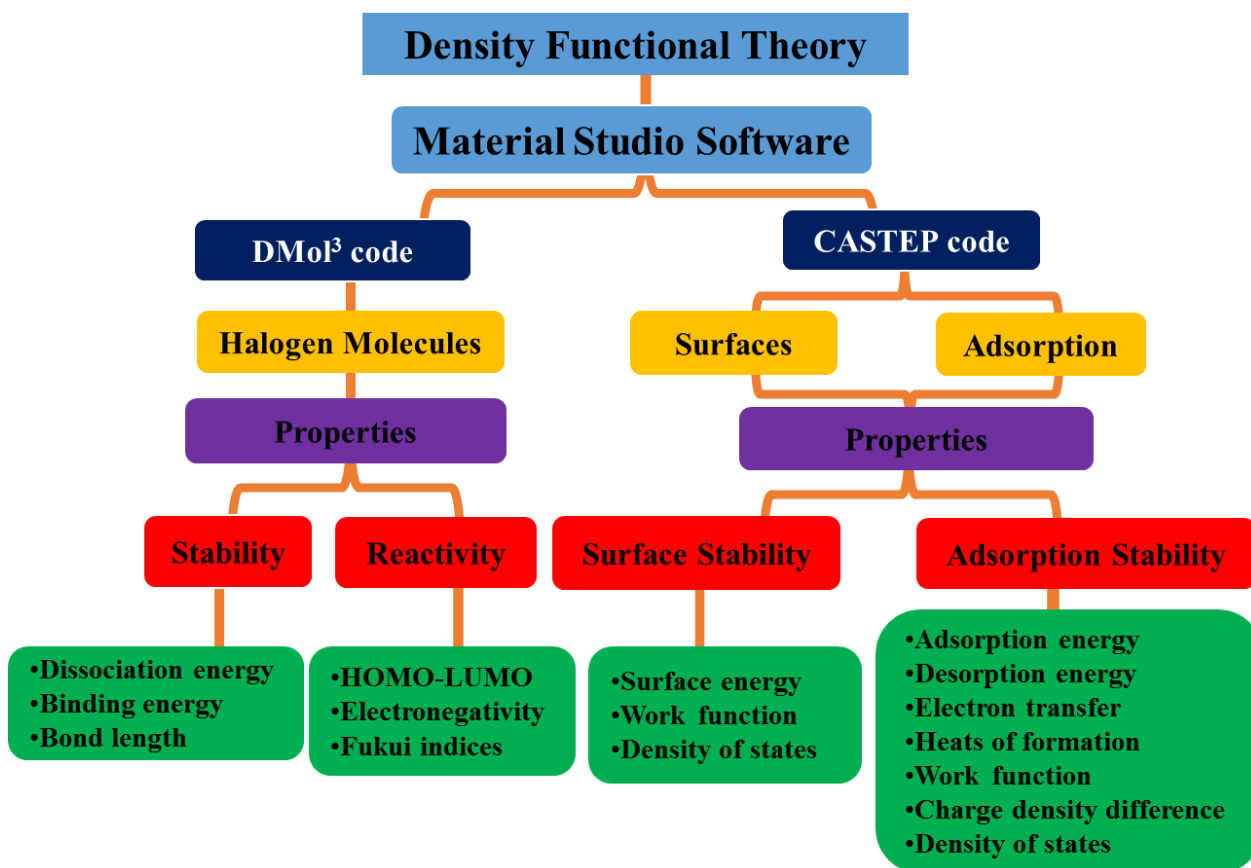 Density Functional Theory
Material Studio Software
DMol³ code
CASTEP code
Halogen Molecules
Surfaces
Adsorption
Properties
Properties
Stability
Reactivity
Surface Stability
Adsorption Stability
•Dissociation energy
•Binding energy
•Bond length
•HOMO-LUMO
•Electronegativity
•Fukui indices
•Surface energy
•Work function
•Density of states
•Adsorption energy
•Desorption energy
•Electron transfer
•Heats of formation
•Work function
•Charge density difference
•Density of states